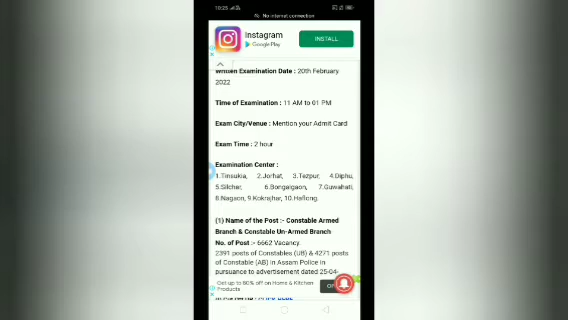 10:25
No internet connection
Instagram
Google Play
INSTALL
Written Examination Date : 20th February
2022
Time of Examination : 11 AM to 01 PM
Exam City/Venue : Mention your Admit Card
Exam Time : 2 hour
Examination Center :
1.Tinsukia, 2.Jorhat, 3.Tezpur, 4.Diphu,
5.Silchar, 6.Bongaigaon, 7.Guwahati,
8.Nagaon, 9.Kokrajhar, 10.Haflong.
(1) Name of the Post :- Constable Armed
Branch & Constable Un-Armed Branch
No. of Post :- 6662 Vacancy
2391 posts of Constables (UB) & 4271 posts
of Constable (AB) in Assam Police in
pursuance to advertisement dated 25-04-
Get up to 80% off on Home & Kitchen
Products